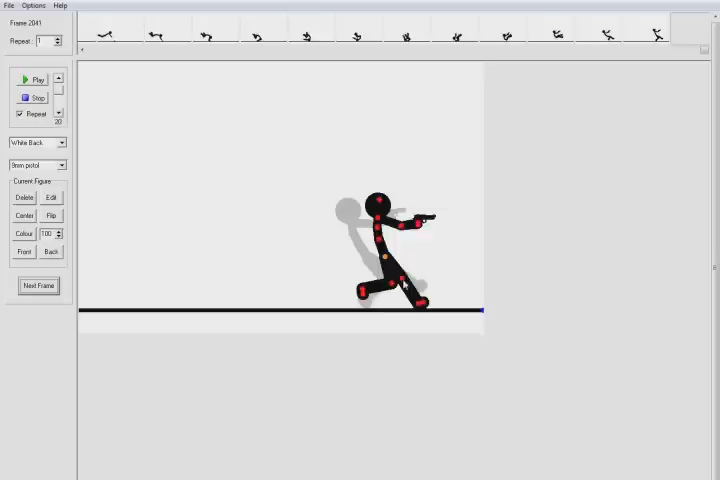 File Options Help
Frame 2041
Repeat: 1
Play
Stop
Repeat
20
White Back
9mm pistol
Current Figure:
Delete Edit
Center Flip
Colour 100
Front Back
Next Frame